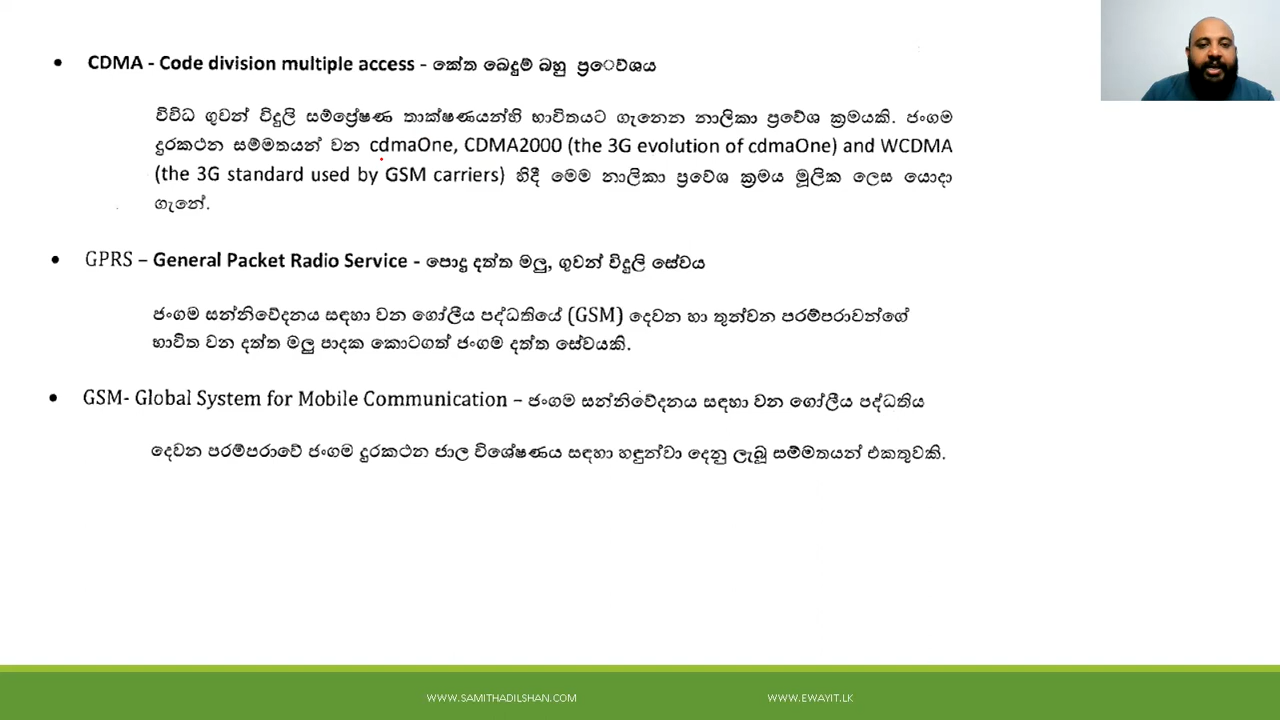 • CDMA - Code division multiple access - කේත බෙදුම් බහු ප්‍රවේශය
විවිධ ගුවන් විදුලි සම්ප්‍රේෂණ තාක්ෂණයන්හි භාවිතයට ගැනෙන නාලිකා ප්‍රවේශ ක්‍රමයකි. ජංගම
දුරකථන සම්මතයන් වන cdmaOne, CDMA2000 (the 3G evolution of cdmaOne) and WCDMA
(the 3G standard used by GSM carriers) හිදී මෙම නාලිකා ප්‍රවේශ ක්‍රමය මූලික ලෙස යොදා
ගැනේ.
• GPRS – General Packet Radio Service - පොදු දත්ත මලු, ගුවන් විදුලි සේවය
ජංගම සන්නිවේදනය සඳහා වන ගෝලීය පද්ධතියේ (GSM) දෙවන හා තුන්වන පරම්පරාවන්ගේ
භාවිත වන දත්ත මලු පාදක කොටගත් ජංගම දත්ත සේවයකි.
• GSM- Global System for Mobile Communication – ජංගම සන්නිවේදනය සඳහා වන ගෝලීය පද්ධතිය
දෙවන පරම්පරාවේ ජංගම දුරකථන ජාල විශේෂණය සඳහා හඳුන්වා දෙනු ලැබූ සම්මතයන් එකතුවකි.
WWW.SAMITHADILSHAN.COM
WWW.EWAYIT.LK